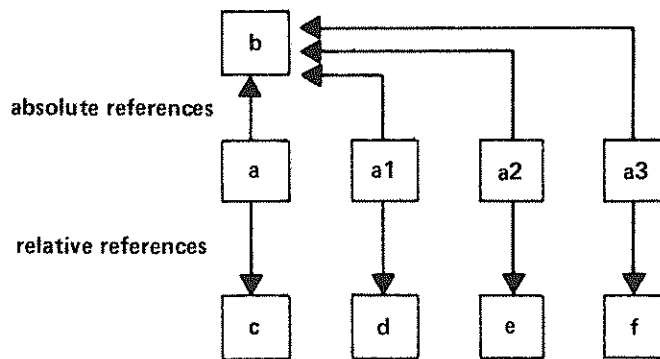 b
absolute references
a a1 a2 a3
relative references
c d e f